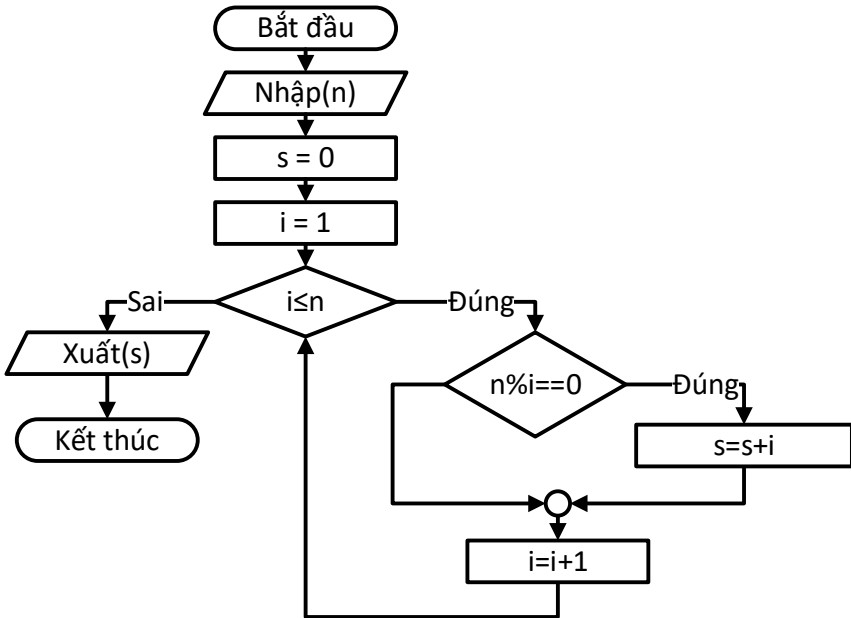 Bắt đầu
Nhập(n)
s = 0
i = 1
i≤n
Sai
Đúng
Xuất(s)
Kết thúc
n%i==0
Đúng
s=s+i
i=i+1